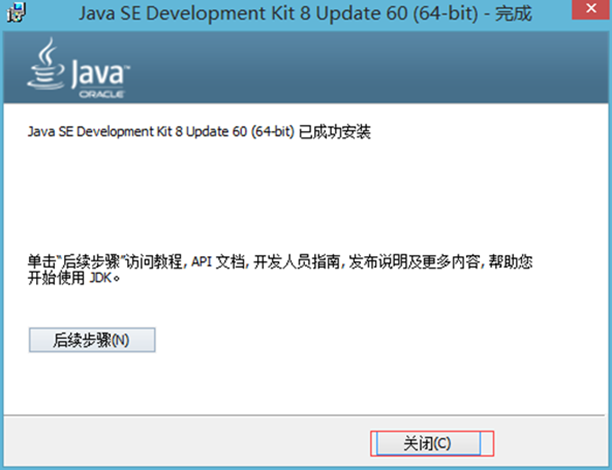 Java SE Development Kit 8 Update 60 (64-bit) - 完成
Java™
ORACLE
Java SE Development Kit 8 Update 60 (64-bit) 已成功安装
单击“后续步骤”访问教程, API 文档, 开发人员指南, 发布说明及更多内容, 帮助您
开始使用 JDK。
后续步骤(N)
关闭(C)